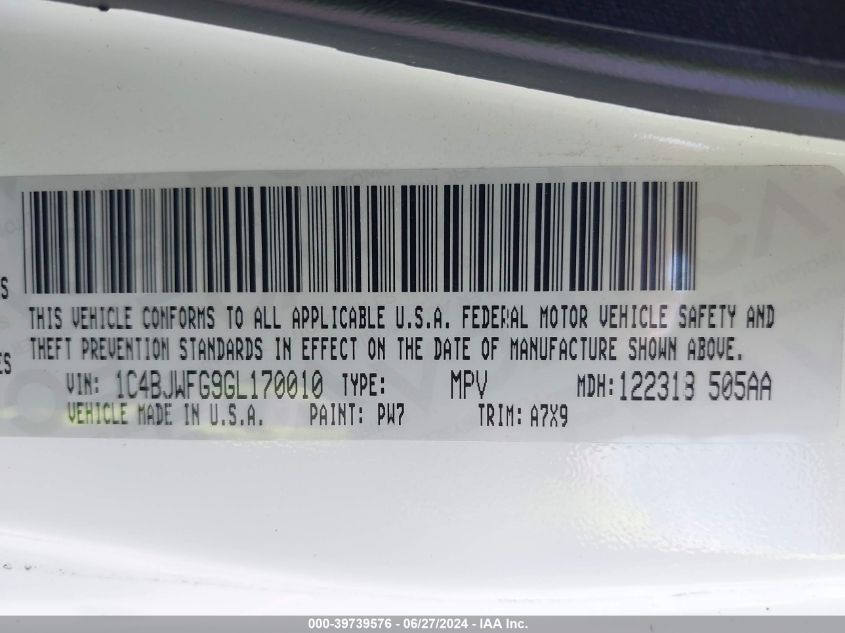 S
THIS VEHICLE CONFORMS TO ALL APPLICABLE U.S.A. FEDERAL MOTOR VEHICLE SAFETY AND
ES THEFT PREVENTION STANDARDS IN EFFECT ON THE DATE OF MANUFACTURE SHOWN ABOVE.
VIN: 1C4BJWFG9GL170010 TYPE: MPV MDH: 122313 505AA
VEHICLE MADE IN U.S.A. PAINT: PW7 TRIM: A7X9
000-39739576 - 06/27/2024 - IAA Inc.